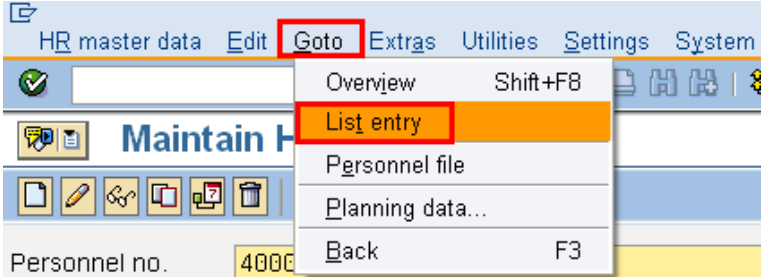 HR master data Edit Goto Extras Utilities Settings System
Overview Shift+F8
List entry
Maintain H
Personnel file
Planning data...
Back F3
Personnel no. 4000